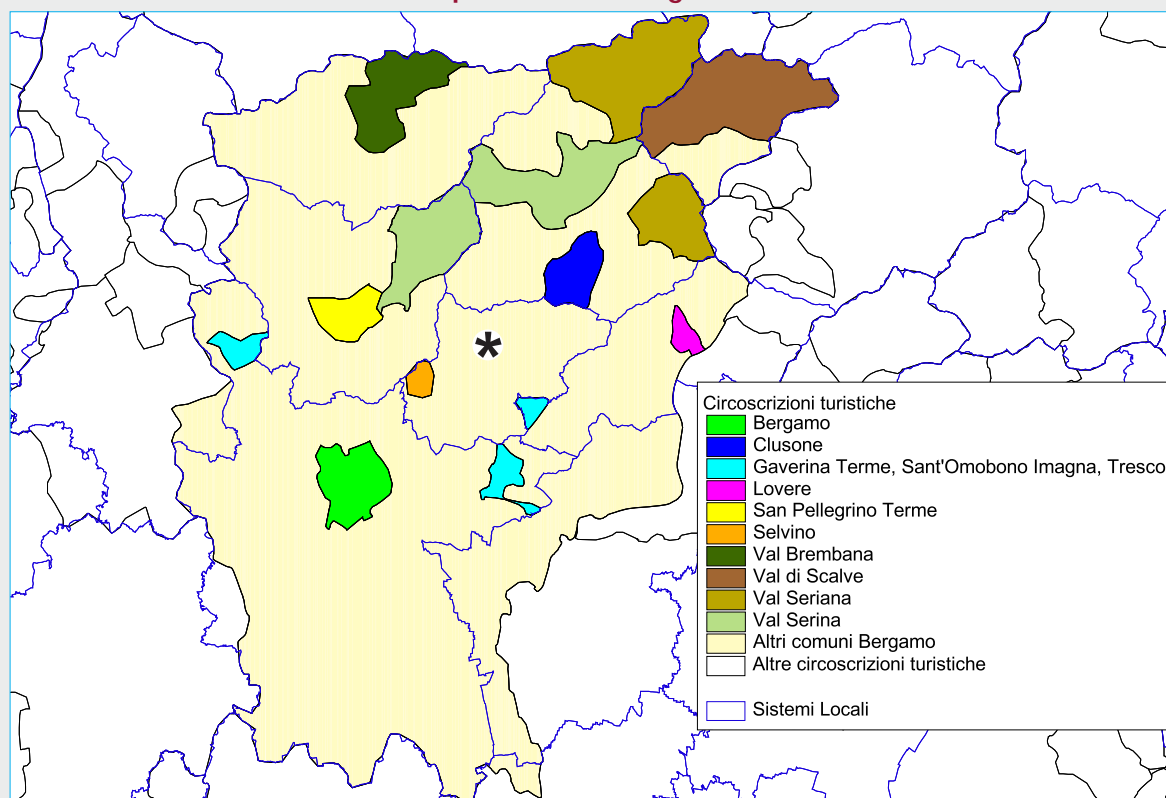 Circoscrizioni turistiche
Bergamo
Clusone
Gaverina Terme, Sant'Omobono Imagna, Tresco
Lovere
San Pellegrino Terme
Selvino
Val Brembana
Val di Scalve
Val Seriana
Val Serina
Altri comuni Bergamo
Altre circoscrizioni turistiche
Sistemi Locali
*